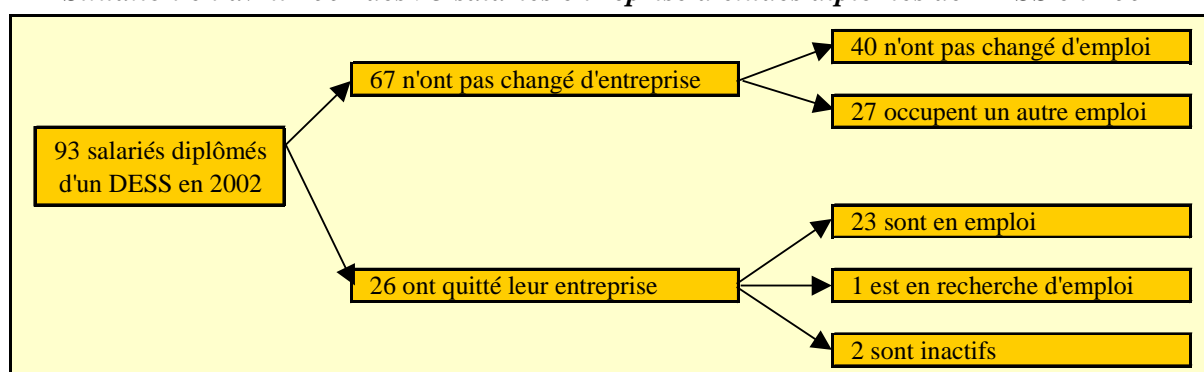 67 n'ont pas changé d'entreprise
40 n'ont pas changé d'emploi
27 occupent un autre emploi
93 salariés diplômés
d'un DESS en 2002
26 ont quitté leur entreprise
23 sont en emploi
1 est en recherche d'emploi
2 sont inactifs